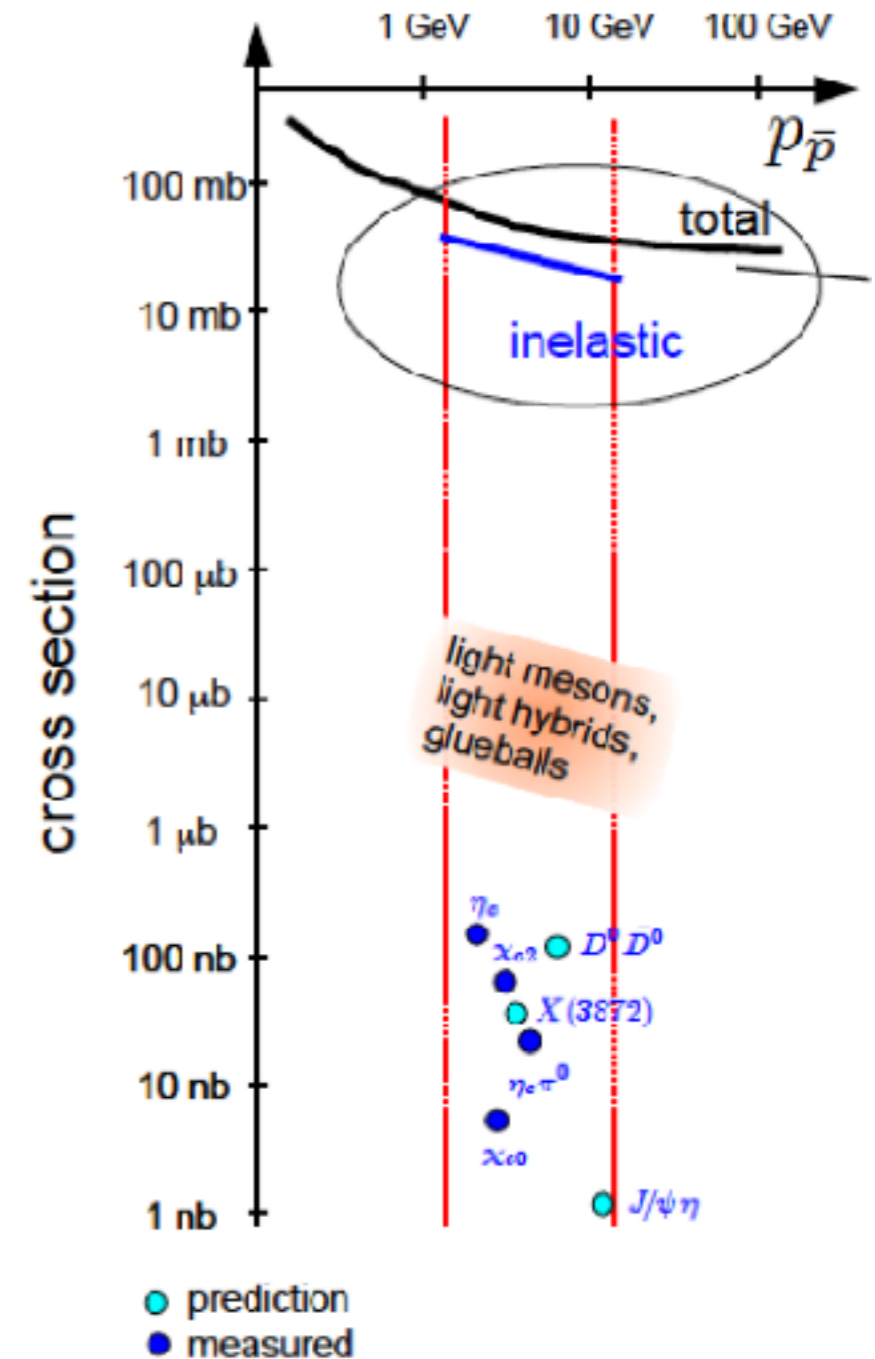 1 GeV 10 GeV 100 GeV
p_p̄
100 mb
total
10 mb
inelastic
1 mb
cross section
100 μb
light mesons,
light hybrids,
glueballs
10 μb
1 μb
η_c
D⁰ D̄⁰
χ_c2
100 nb
X(3872)
10 nb
η_c π⁰
χ_c0
1 nb
J/ψ η
prediction
measured